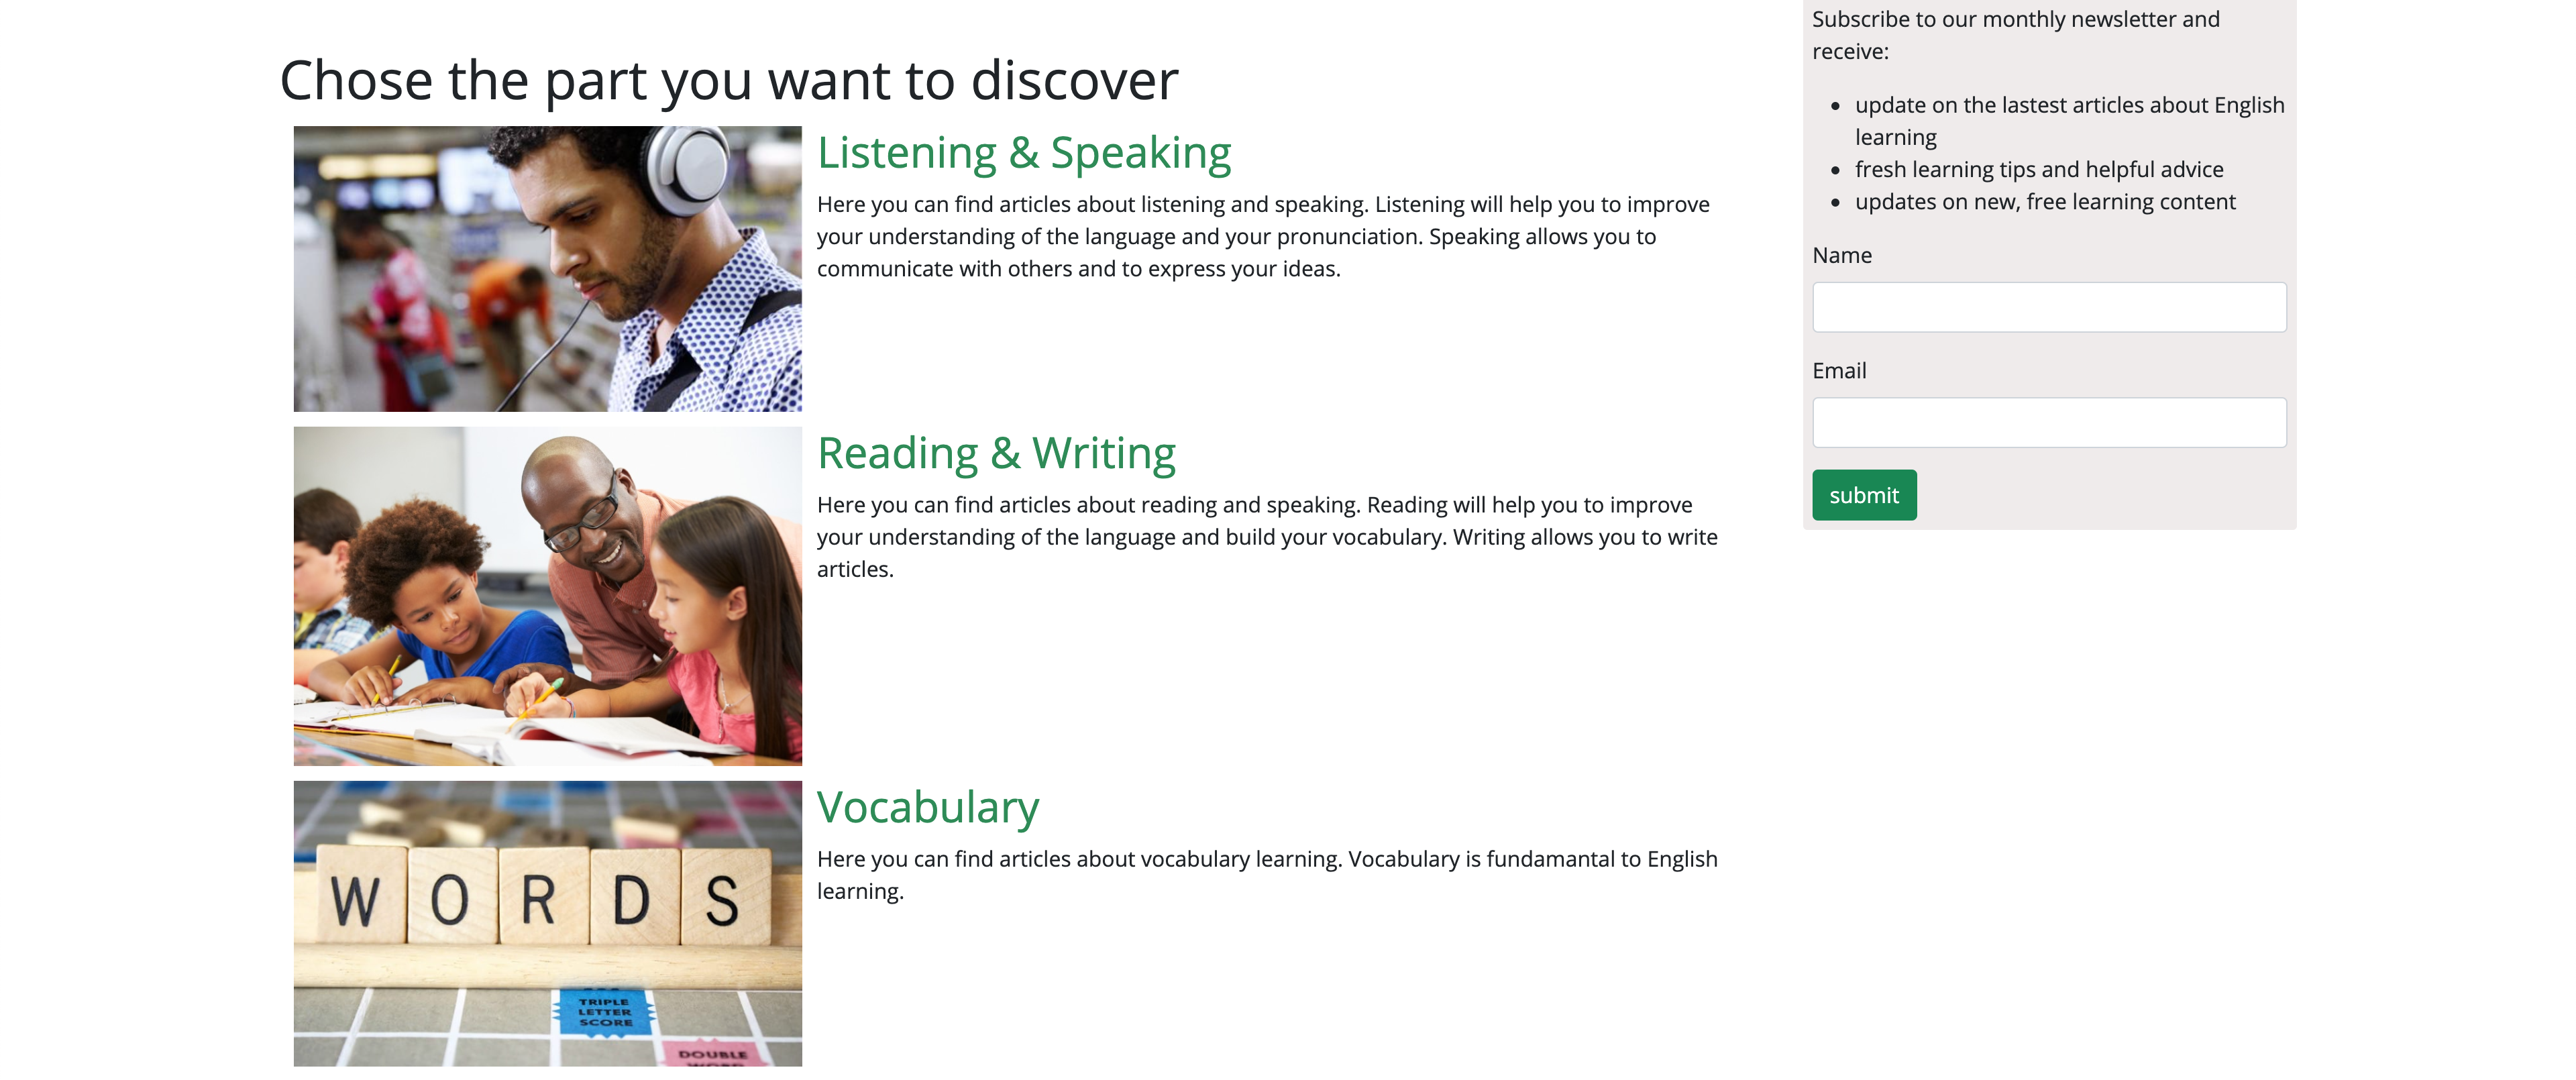 Chose the part you want to discover
Listening & Speaking
Here you can find articles about listening and speaking. Listening will help you to improve
your understanding of the language and your pronunciation. Speaking allows you to
communicate with others and to express your ideas.
Reading & Writing
Here you can find articles about reading and speaking. Reading will help you to improve
your understanding of the language and build your vocabulary. Writing allows you to write
articles.
WORDS
TRIPLE
LETTER
SCORE
DOUBLE
WORD
Vocabulary
Here you can find articles about vocabulary learning. Vocabulary is fundamantal to English
learning.
Subscribe to our monthly newsletter and
receive:
• update on the lastest articles about English
learning
• fresh learning tips and helpful advice
• updates on new, free learning content
Name
Email
submit